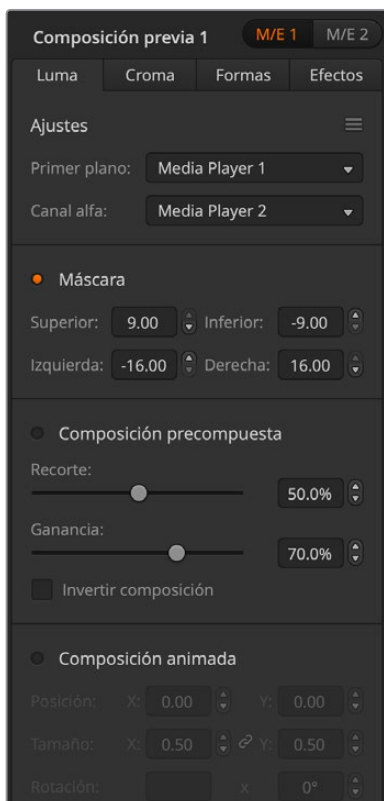 Composición previa 1 M/E 1 M/E 2
Luma Croma Formas Efectos
Ajustes
Primer plano: Media Player 1
Canal alfa: Media Player 2
Máscara
Superior: 9.00 Inferior: -9.00
Izquierda: -16.00 Derecha: 16.00
Composición precompuesta
Recorte:
50.0%
Ganancia:
70.0%
Invertir composición
Composición animada
Posición: X: 0.00 Y: 0.00
Tamaño: X: 0.50 Y: 0.50
Rotación: x 0°